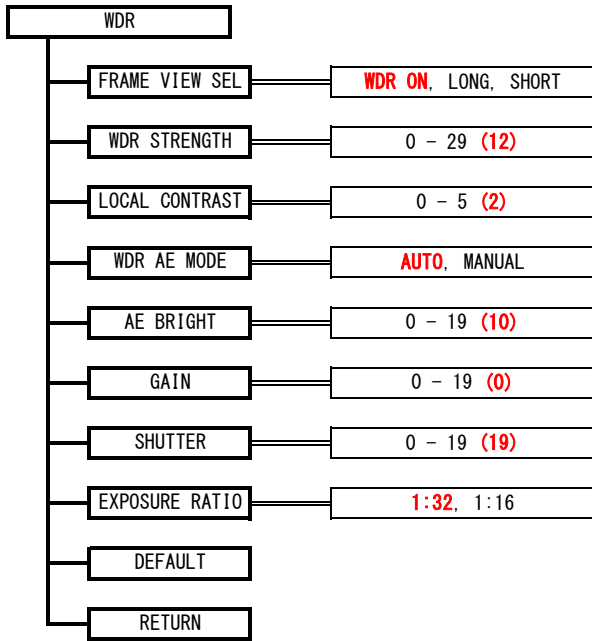 WDR
FRAME VIEW SEL
WDR ON, LONG, SHORT
WDR STRENGTH
0 – 29 (12)
LOCAL CONTRAST
0 – 5 (2)
WDR AE MODE
AUTO, MANUAL
AE BRIGHT
0 – 19 (10)
GAIN
0 – 19 (0)
SHUTTER
0 – 19 (19)
EXPOSURE RATIO
1:32, 1:16
DEFAULT
RETURN